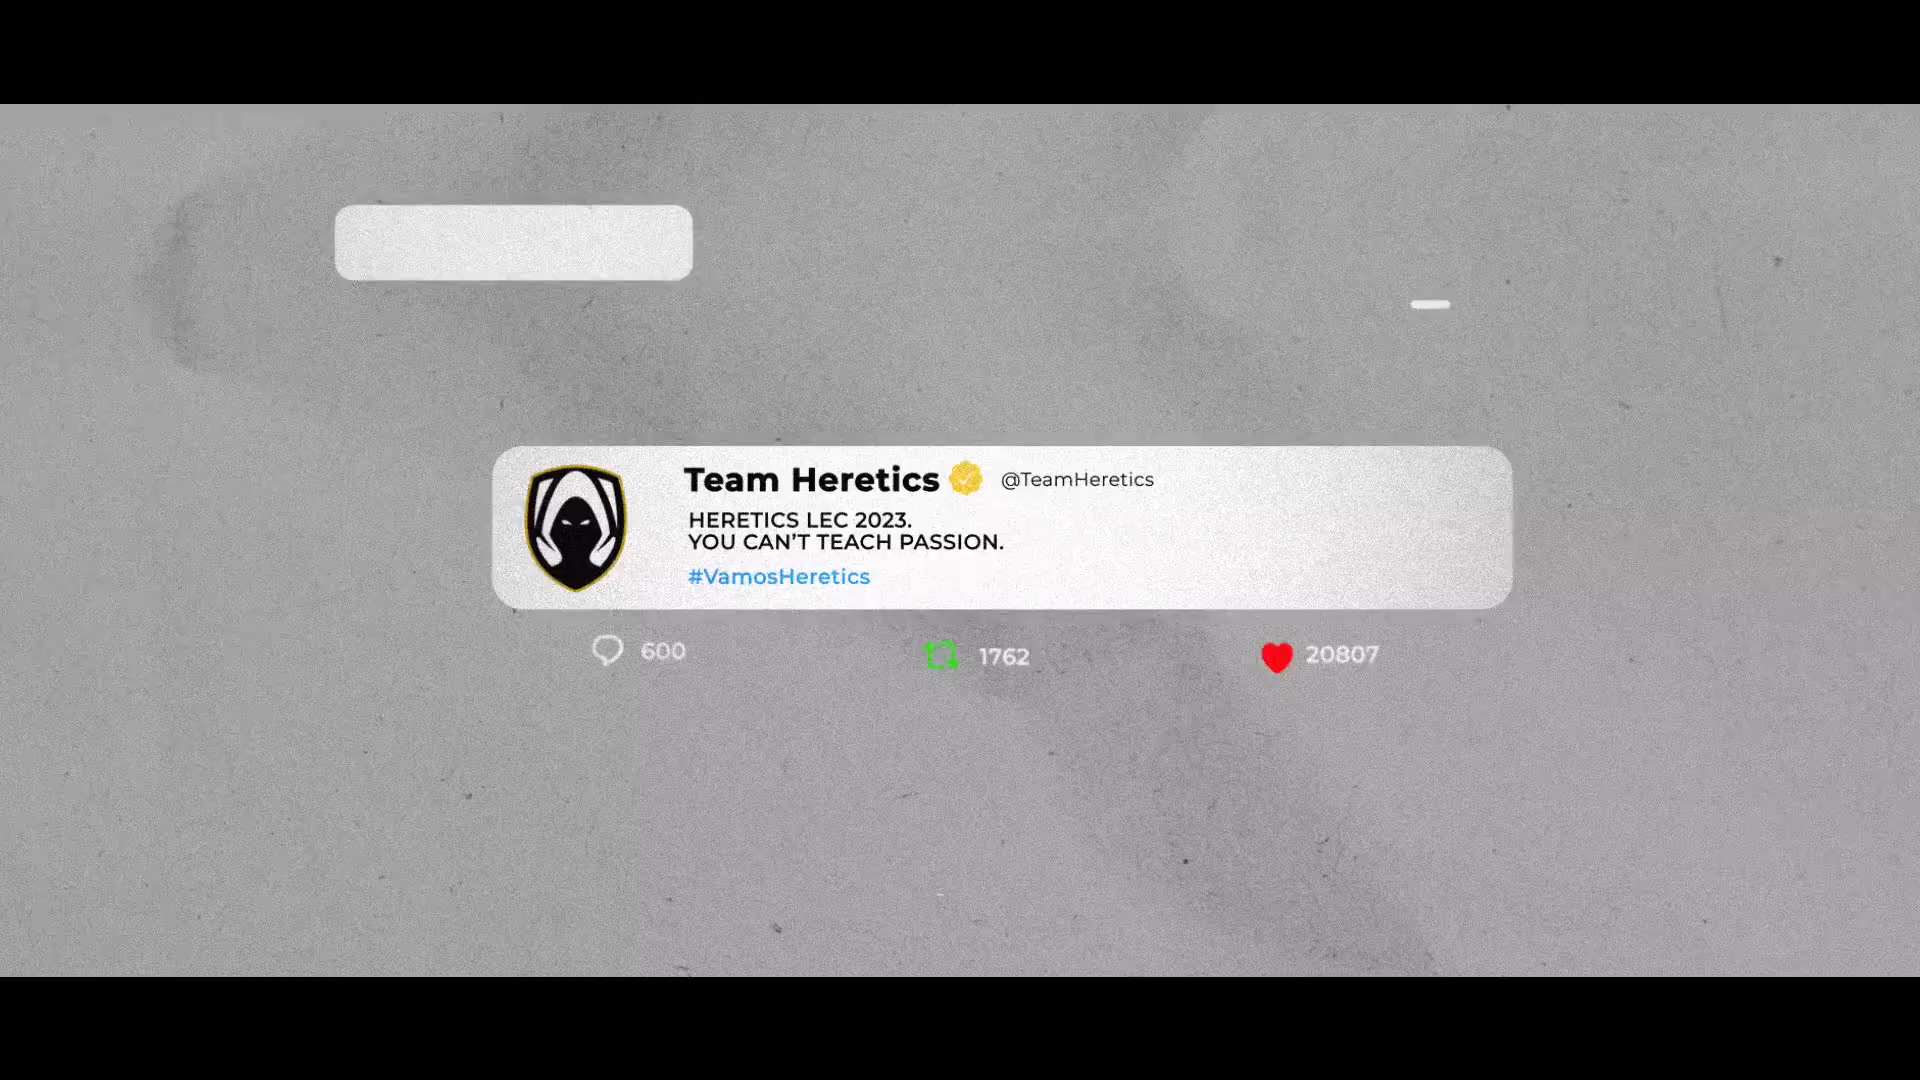 Team Heretics @TeamHeretics
HERETICS LEC 2023.
YOU CAN'T TEACH PASSION.
#VamosHeretics
600 1762 20807